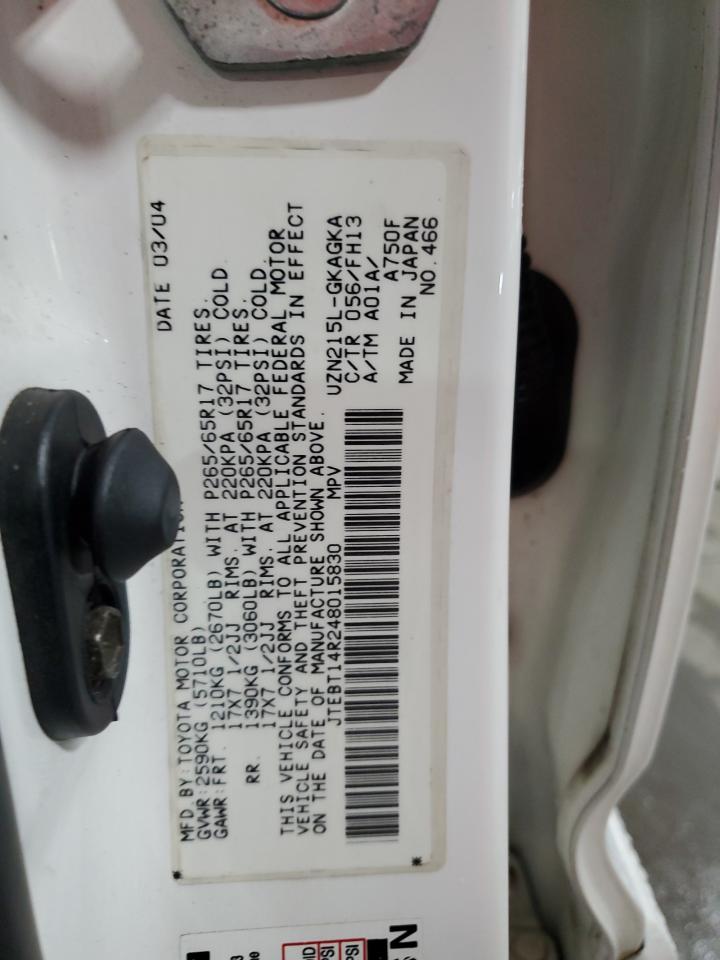 DATE 03/04
MFD.BY:TOYOTA MOTOR CORPORATION
GVWR:2590KG (5710LB)
GAWR:FRT. 1210KG (2670LB) WITH P265/65R17 TIRES.
17X7 1/2JJ RIMS. AT 220KPA (32PSI) COLD.
RR. 1390KG (3060LB) WITH P265/65R17 TIRES.
17X7 1/2JJ RIMS. AT 220KPA (32PSI) COLD.
THIS VEHICLE CONFORMS TO ALL APPLICABLE FEDERAL MOTOR
VEHICLE SAFETY AND THEFT PREVENTION STANDARDS IN EFFECT
ON THE DATE OF MANUFACTURE SHOWN ABOVE.
JTEBT14R248015830 MPV
UZN215L-GKAGKA
C/TR 056/FH13
A/TM A01A/
A750F
MADE IN JAPAN
NO.466